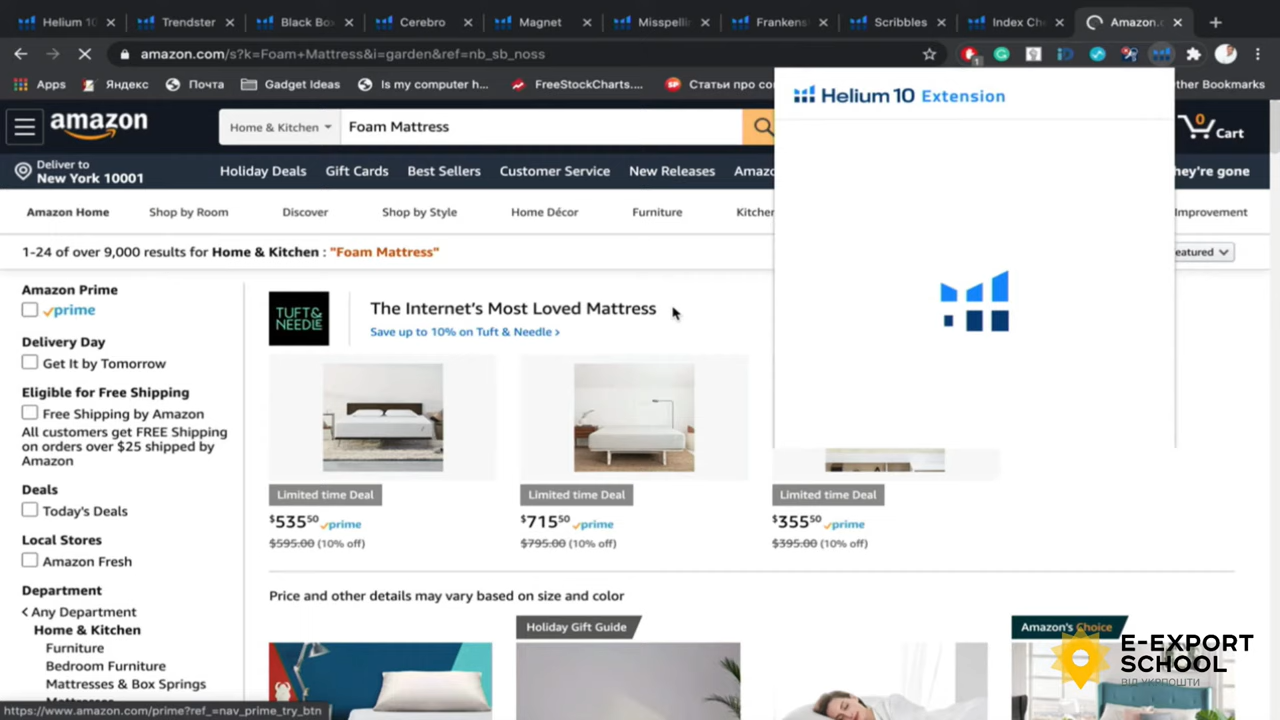 Helium 10
Trendster
Black Bo
Cerebro
Magnet
Misspelli
Frankens
Scribbles
Index Ch
Amazon.
amazon.com/s?k=Foam+Mattress&i=garden&ref=nb_sb_noss
1
Apps
Яндекс
Почта
Gadget Ideas
Is my computer h...
FreeStockCharts....
Статьи про со
Other Bookmarks
Helium 10 Extension
amazon
Home & Kitchen
Foam Mattress
0
Cart
Deliver to
New York 10001
Holiday Deals
Gift Cards
Best Sellers
Customer Service
New Releases
Amaz
hey're gone
Amazon Home
Shop by Room
Discover
Shop by Style
Home Décor
Furniture
Kitche
Improvement
1-24 of over 9,000 results for Home & Kitchen : "Foam Mattress"
eatured
Amazon Prime
prime
Delivery Day
Get It by Tomorrow
Eligible for Free Shipping
Free Shipping by Amazon
All customers get FREE Shipping
on orders over $25 shipped by
Amazon
Deals
Today's Deals
Local Stores
Amazon Fresh
Department
Any Department
Home & Kitchen
Furniture
Bedroom Furniture
Mattresses & Box Springs
TUFT&
NEEDLE
The Internet's Most Loved Mattress
Save up to 10% on Tuft & Needle >
Limited time Deal
$535.50 prime
$595.00 (10% off)
Limited time Deal
$715.50 prime
$795.00 (10% off)
Limited time Deal
$355.50 prime
$395.00 (10% off)
Price and other details may vary based on size and color
Holiday Gift Guide
Amazon's Choice
E-EXPORT
SCHOOL
ВІД УКРПОШТИ
https://www.amazon.com/prime?ref_=nav_prime_try_btn